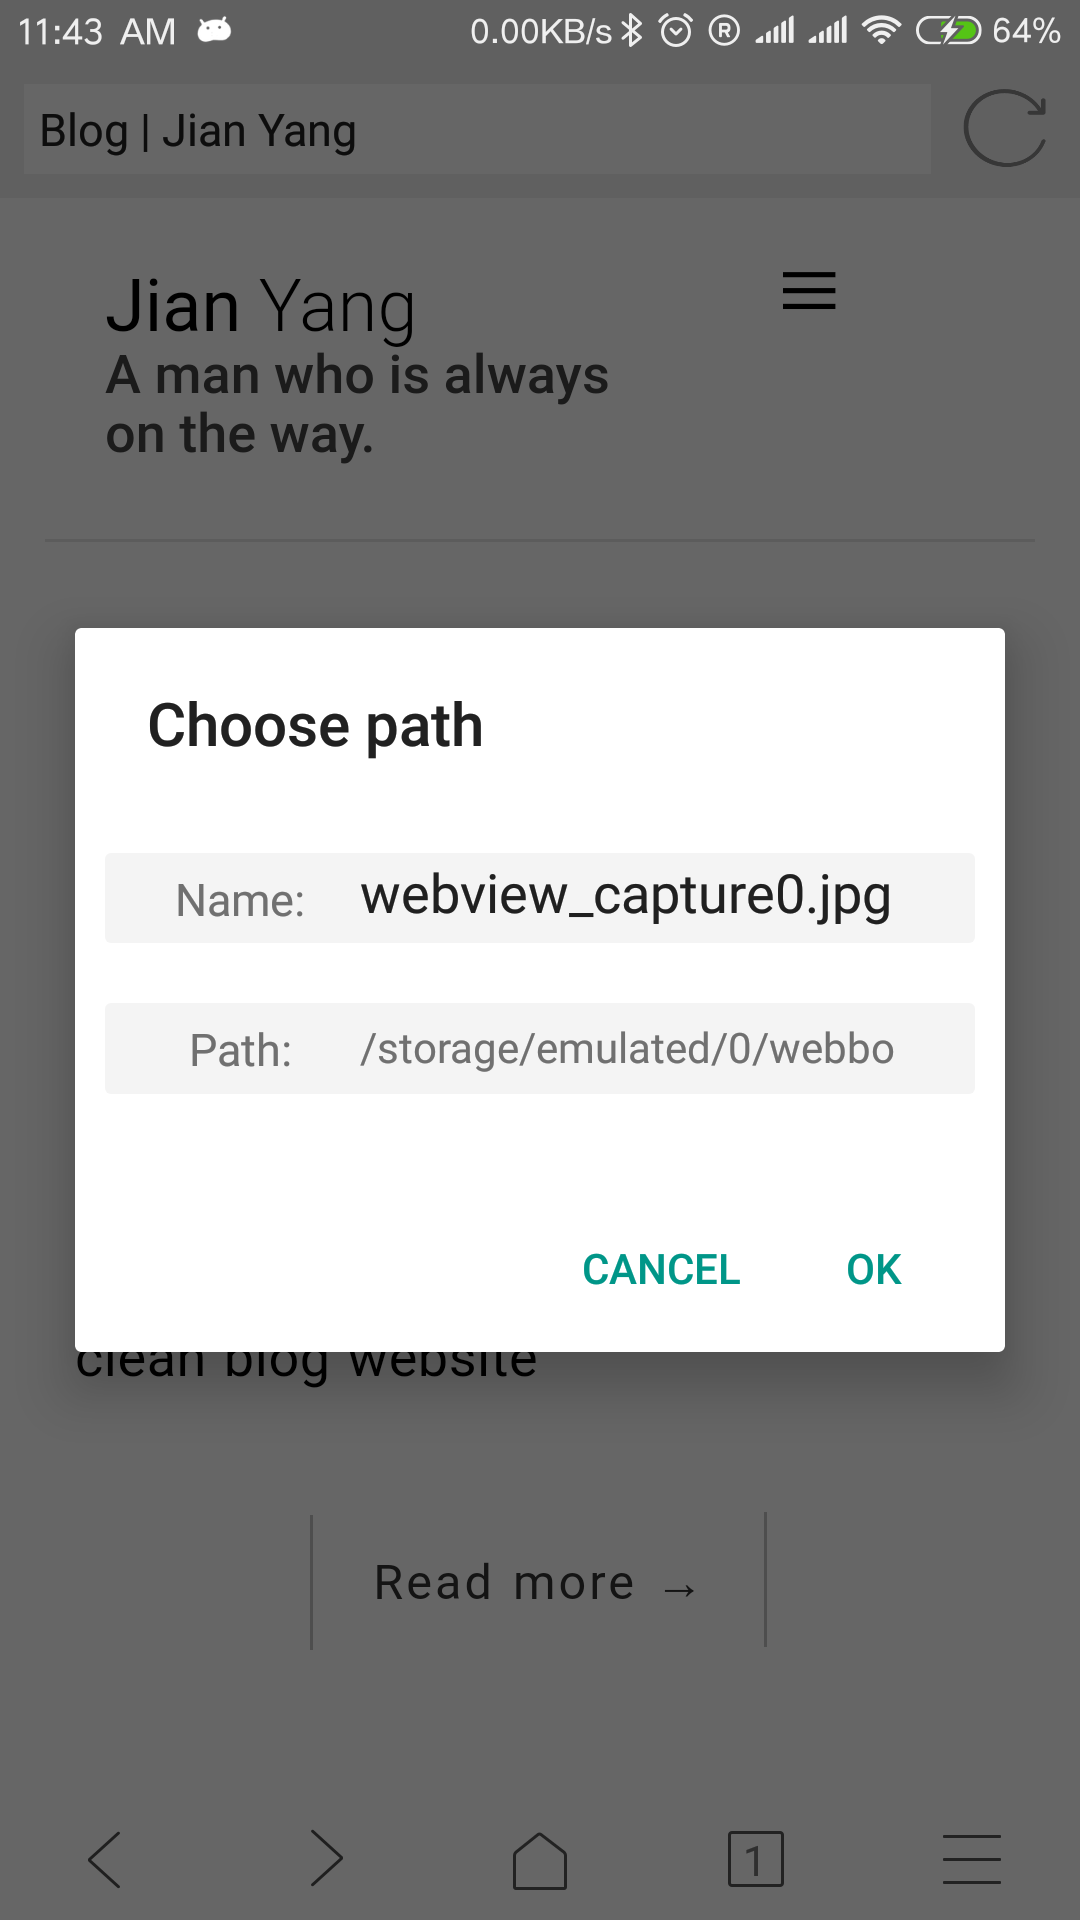 11:43 AM 0.00KB/s R 64%
Blog | Jian Yang
Jian Yang
A man who is always
on the way.
Choose path
Name: webview_capture0.jpg
Path: /storage/emulated/0/webbo
CANCEL OK
clean blog website
Read more →
1